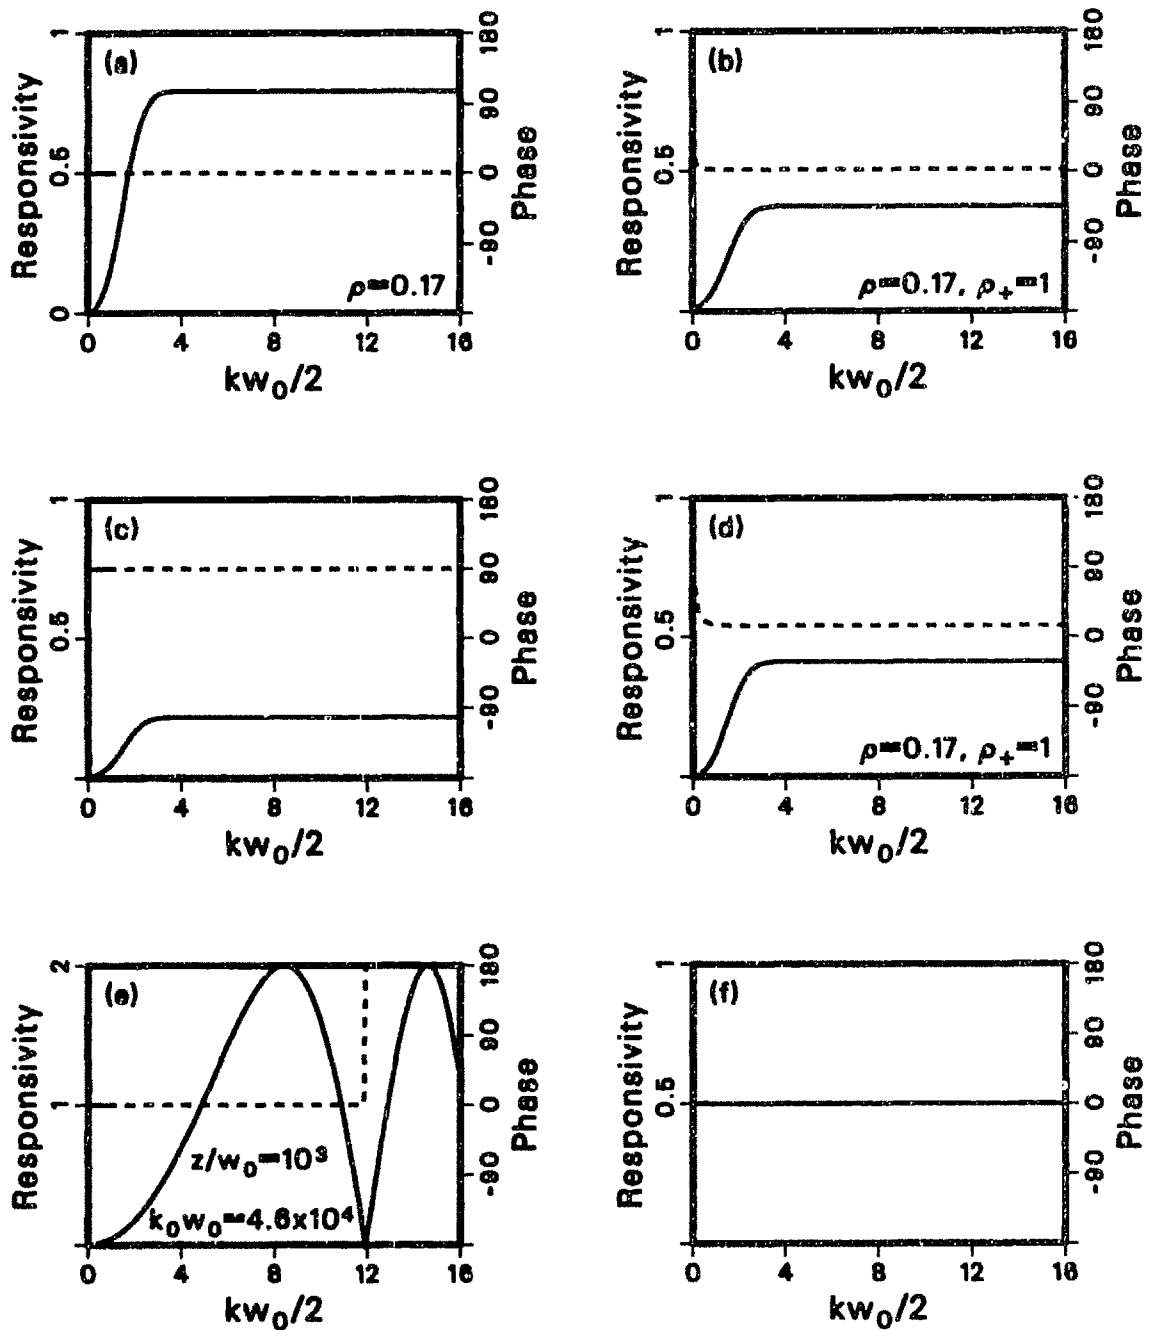 (a)
Responsivity
0 0.5 1
Phase
-90 0 90 180
ρ=0.17
0 4 8 12 16
kw0/2
(b)
Responsivity
0.5 1
Phase
-90 0 90 180
ρ=0.17, ρ+=1
0 4 8 12 16
kw0/2
(c)
Responsivity
0.5 1
Phase
-90 0 90 180
0 4 8 12 16
kw0/2
(d)
Responsivity
0.5 1
Phase
-90 0 90 180
ρ=0.17, ρ+=1
0 4 8 12 16
kw0/2
(e)
Responsivity
1 2
Phase
-90 0 90 180
z/w0=10³
k0w0=4.6x10⁴
0 4 8 12 16
kw0/2
(f)
Responsivity
0.5 1
Phase
-90 0 90 180
0 4 8 12 16
kw0/2